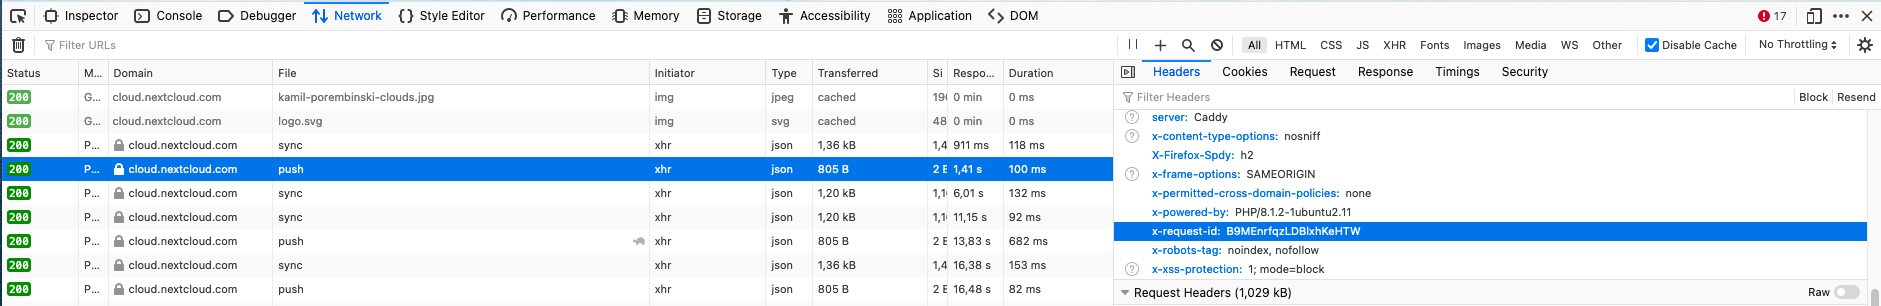 Inspector Console Debugger Network Style Editor Performance Memory Storage Accessibility Application DOM 17
Filter URLs All HTML CSS JS XHR Fonts Images Media WS Other Disable Cache No Throttling
Status M... Domain File Initiator Type Transferred Si Respo... Duration
200 G... cloud.nextcloud.com kamil-porembinski-clouds.jpg img jpeg cached 0 min 0 ms
200 G... cloud.nextcloud.com logo.svg img svg cached 48 0 min 0 ms
200 P... cloud.nextcloud.com sync xhr json 1,36 kB 1,4 911 ms 118 ms
200 P... cloud.nextcloud.com push xhr json 805 B 2 E 1,41 s 100 ms
200 P... cloud.nextcloud.com sync xhr json 1,20 kB 6,01 s 132 ms
200 P... cloud.nextcloud.com sync xhr json 1,20 kB 11,15 s 92 ms
200 P... cloud.nextcloud.com push xhr json 805 B 2 E 13,83 s 682 ms
200 P... cloud.nextcloud.com sync xhr json 1,36 kB 1,4 16,38 s 153 ms
200 P... cloud.nextcloud.com push xhr json 805 B 2 E 16,48 s 82 ms
Headers Cookies Request Response Timings Security
Filter Headers Block Resend
server: Caddy
x-content-type-options: nosniff
X-Firefox-Spdy: h2
x-frame-options: SAMEORIGIN
x-permitted-cross-domain-policies: none
x-powered-by: PHP/8.1.2-1ubuntu2.11
x-request-id: B9MEnrfqzLDBlxhKeHTW
x-robots-tag: noindex, nofollow
x-xss-protection: 1; mode=block
Request Headers (1,029 kB) Raw